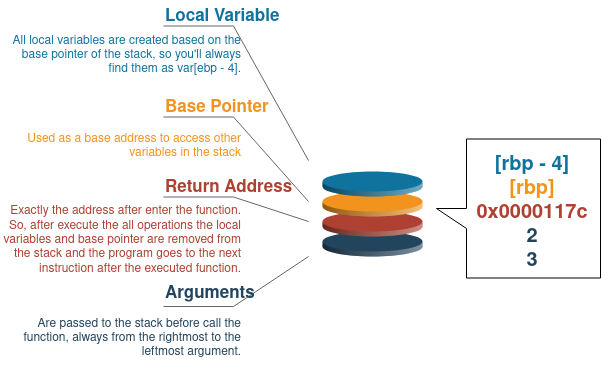 Local Variable
All local variables are created based on the
base pointer of the stack, so you'll always
find them as var[ebp - 4].
Base Pointer
Used as a base address to access other
variables in the stack
Return Address
Exactly the address after enter the function.
So, after execute the all operations the local
variables and base pointer are removed from
the stack and the program goes to the next
instruction after the executed function.
Arguments
Are passed to the stack before call the
function, always from the rightmost to the
leftmost argument.
[rbp - 4]
[rbp]
0x0000117c
2
3